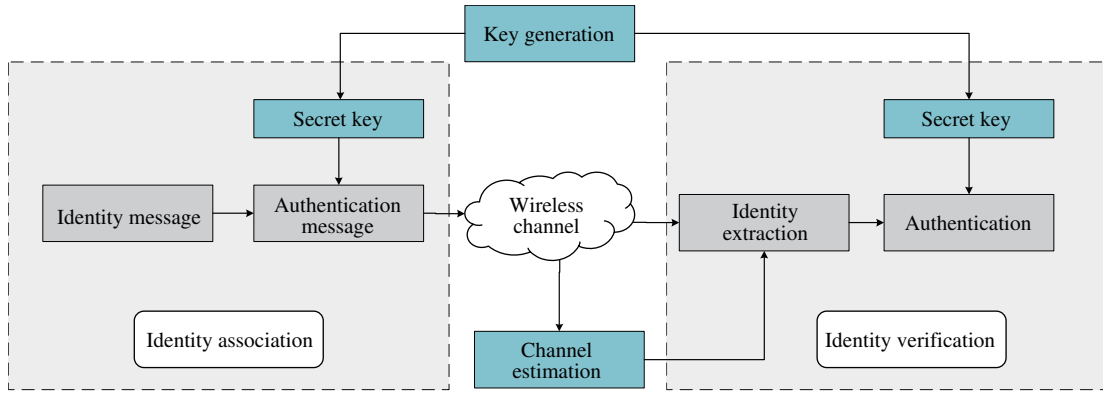 Key generation
Secret key
Secret key
Identity message
Authentication
message
Wireless
channel
Identity
extraction
Authentication
Identity association
Channel
estimation
Identity verification